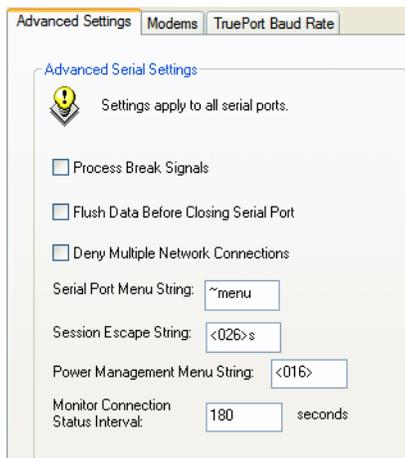 Advanced Settings Modems TruePort Baud Rate
Advanced Serial Settings
Settings apply to all serial ports.
Process Break Signals
Flush Data Before Closing Serial Port
Deny Multiple Network Connections
Serial Port Menu String: ~menu
Session Escape String: <026>s
Power Management Menu String: <016>
Monitor Connection
Status Interval: 180 seconds